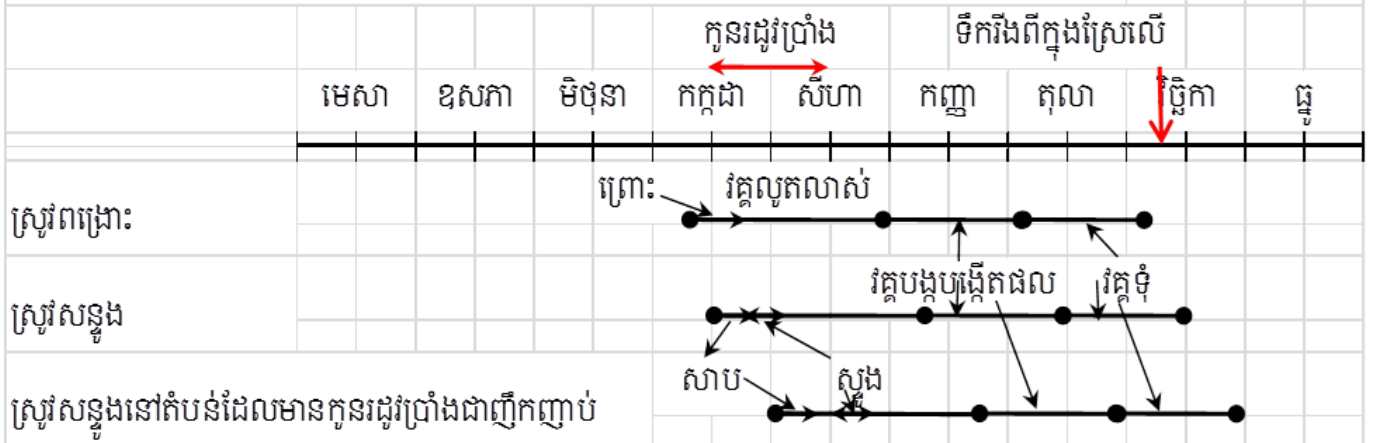 កូនរដូវប្រាំង ទឹករីងពីក្នុងស្រែលើ
មេសា ឧសភា មិថុនា កក្កដា សីហា កញ្ញា តុលា វិច្ឆិកា ធ្នូ
ព្រោះ វគ្គលូតលាស់
ស្រូវពង្រោះ
វគ្គបង្កបង្កើតផល វគ្គទុំ
ស្រូវសន្ទូង
សាប ស្ទូង
ស្រូវសន្ទូងនៅតំបន់ដែលមានកូនរដូវប្រាំងជាញឹកញាប់